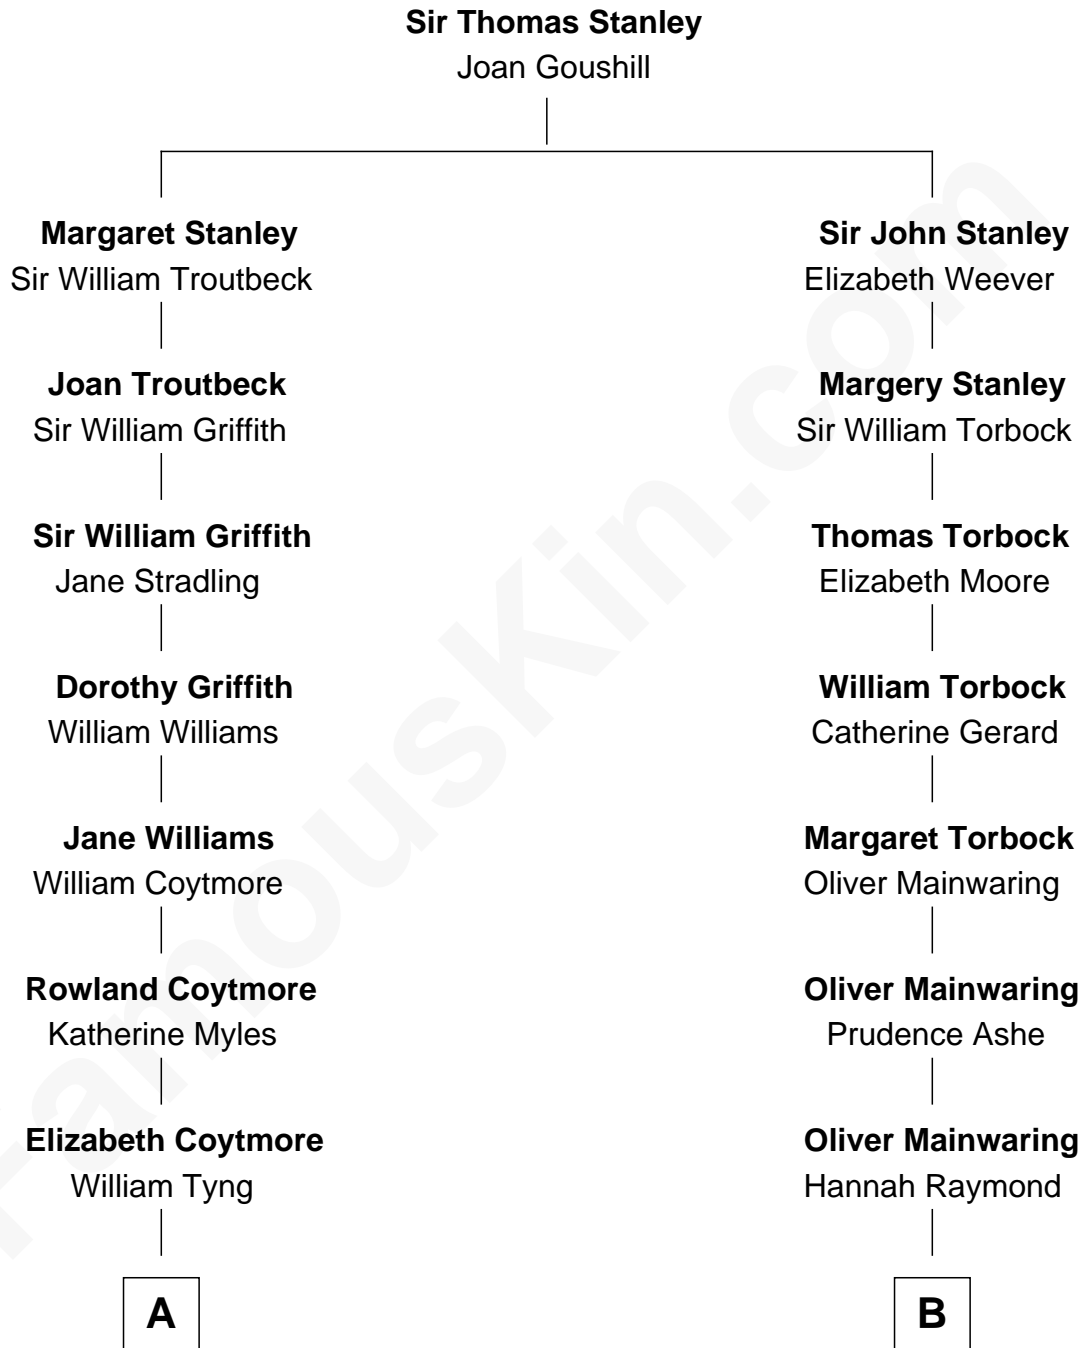 Sir Thomas Stanley
Joan Goushill
Margaret Stanley
Sir William Troutbeck
Sir John Stanley
Elizabeth Weever
Joan Troutbeck
Sir William Griffith
Margery Stanley
Sir William Torbock
Sir William Griffith
Jane Stradling
Thomas Torbock
Elizabeth Moore
Dorothy Griffith
William Williams
William Torbock
Catherine Gerard
Jane Williams
William Coytmore
Margaret Torbock
Oliver Mainwaring
Rowland Coytmore
Katherine Myles
Oliver Mainwaring
Prudence Ashe
Elizabeth Coytmore
William Tyng
Oliver Mainwaring
Hannah Raymond
A
B
FamousKin.com